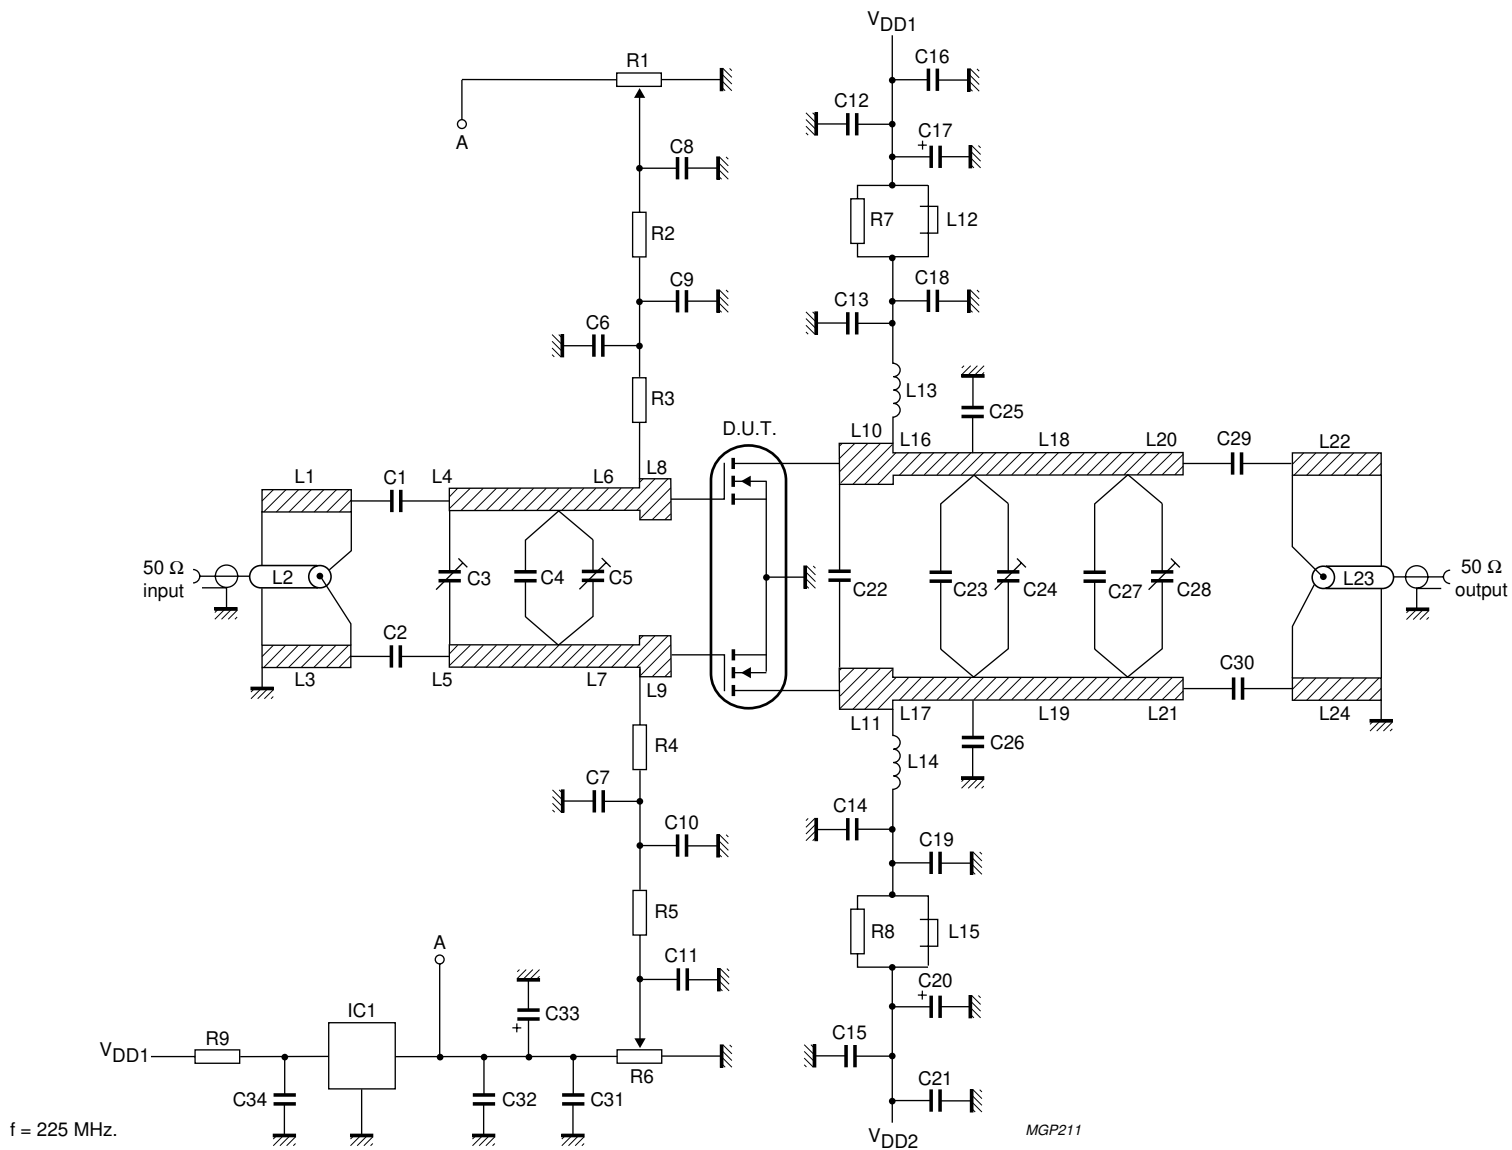 VDD1
R1
C16
C12
C17
+
A
C8
R7
L12
R2
C9
C18
C13
C6
R3
L13
C25
D.U.T.
L10
L16
L18
L20
C29
L22
L1
C1
L4
L6
L8
50 Ω
input
L2
C3
C4
C5
C22
C23
C24
C27
C28
L23
50 Ω
output
C2
L3
L5
L7
L9
C30
L11
L17
L19
L21
L24
R4
C26
L14
C7
C14
C10
C19
R5
R8
L15
A
C11
C20
+
IC1
C33
+
C15
VDD1
R9
R6
C21
C34
C32
C31
f = 225 MHz.
VDD2
MGP211